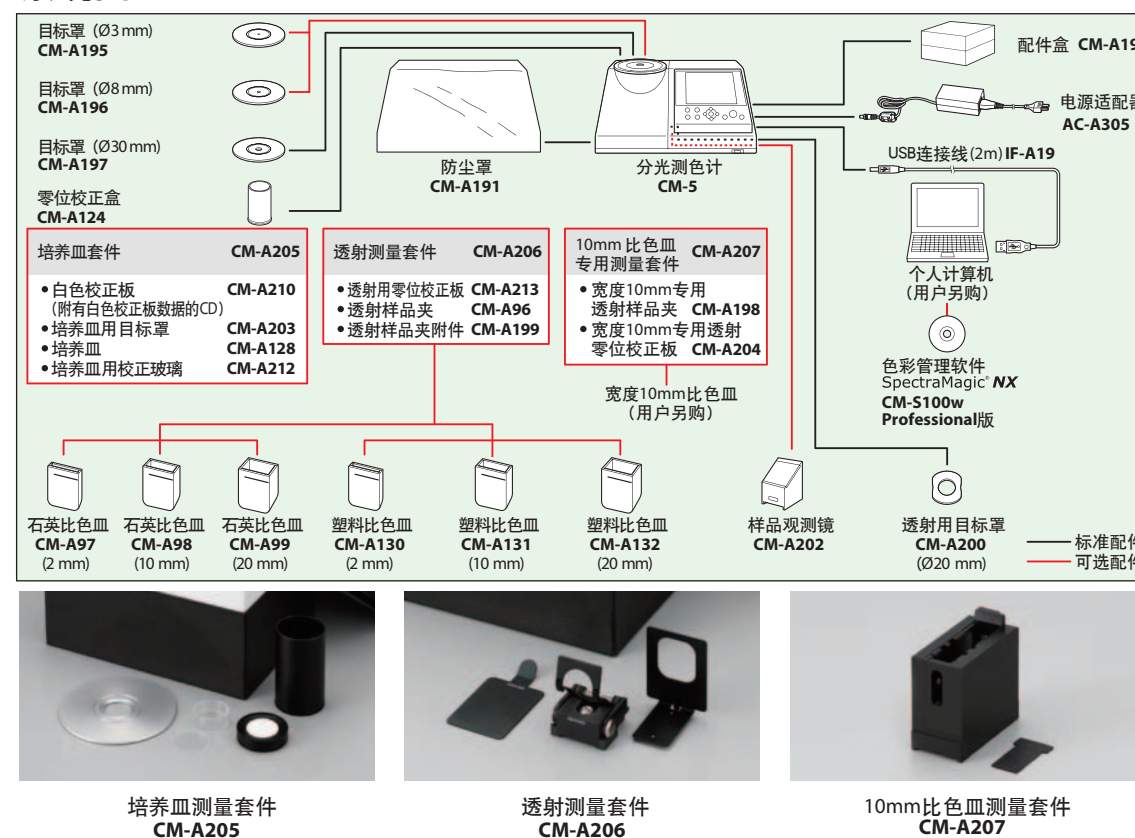 目标罩 (Ø3 mm)
CM-A195
目标罩 (Ø8 mm)
CM-A196
目标罩 (Ø30 mm)
CM-A197
零位校正盒
CM-A124
防尘罩
CM-A191
分光测色计
CM-5
配件盒 CM-A19
电源适配器
AC-A305
USB连接线(2m) IF-A19
个人计算机
(用户另购)
色彩管理软件
SpectraMagic® NX
CM-S100w
Professional版
培养皿套件 CM-A205
• 白色校正板 CM-A210
(附有白色校正板数据的CD)
• 培养皿用目标罩 CM-A203
• 培养皿 CM-A128
• 培养皿用校正玻璃 CM-A212
透射测量套件 CM-A206
• 透射用零位校正板 CM-A213
• 透射样品夹 CM-A96
• 透射样品夹附件 CM-A199
10mm 比色皿
专用测量套件 CM-A207
• 宽度10mm专用
透射样品夹 CM-A198
• 宽度10mm专用透射
零位校正板 CM-A204
宽度10mm比色皿
(用户另购)
石英比色皿
CM-A97
(2 mm)
石英比色皿
CM-A98
(10 mm)
石英比色皿
CM-A99
(20 mm)
塑料比色皿
CM-A130
(2 mm)
塑料比色皿
CM-A131
(10 mm)
塑料比色皿
CM-A132
(20 mm)
样品观测镜
CM-A202
透射用目标罩
CM-A200
(Ø20 mm)
标准配件
可选配件
培养皿测量套件
CM-A205
透射测量套件
CM-A206
10mm比色皿测量套件
CM-A207